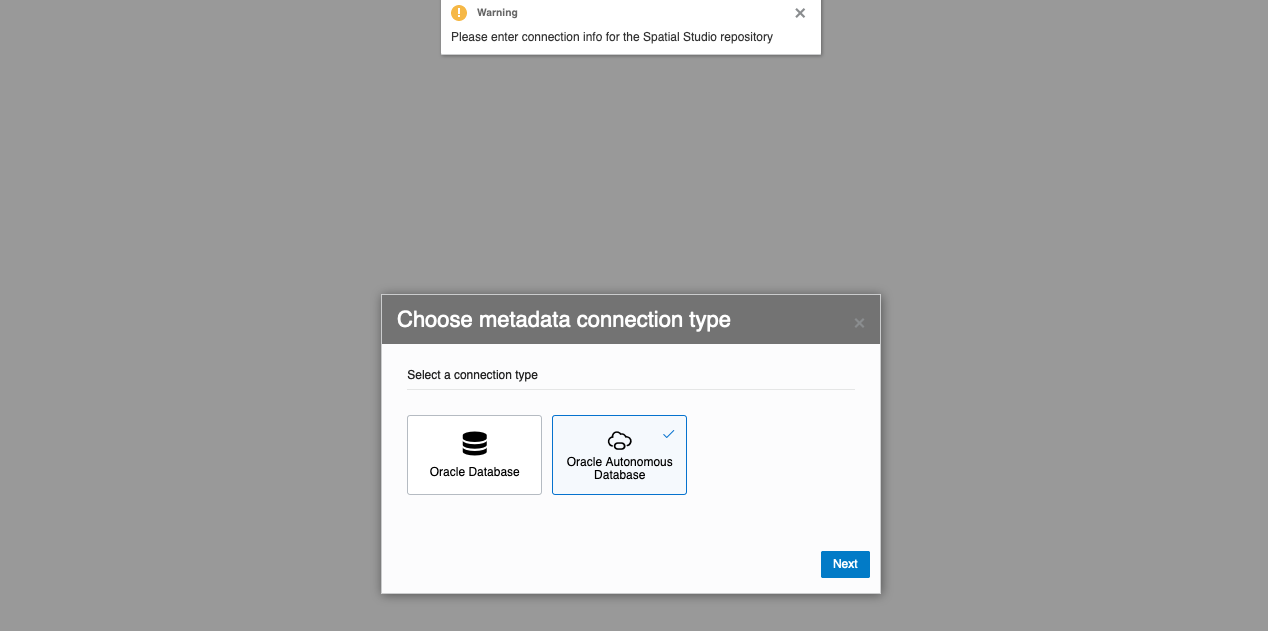 Warning
Please enter connection info for the Spatial Studio repository
Choose metadata connection type
Select a connection type
Oracle Database
Oracle Autonomous
Database
Next